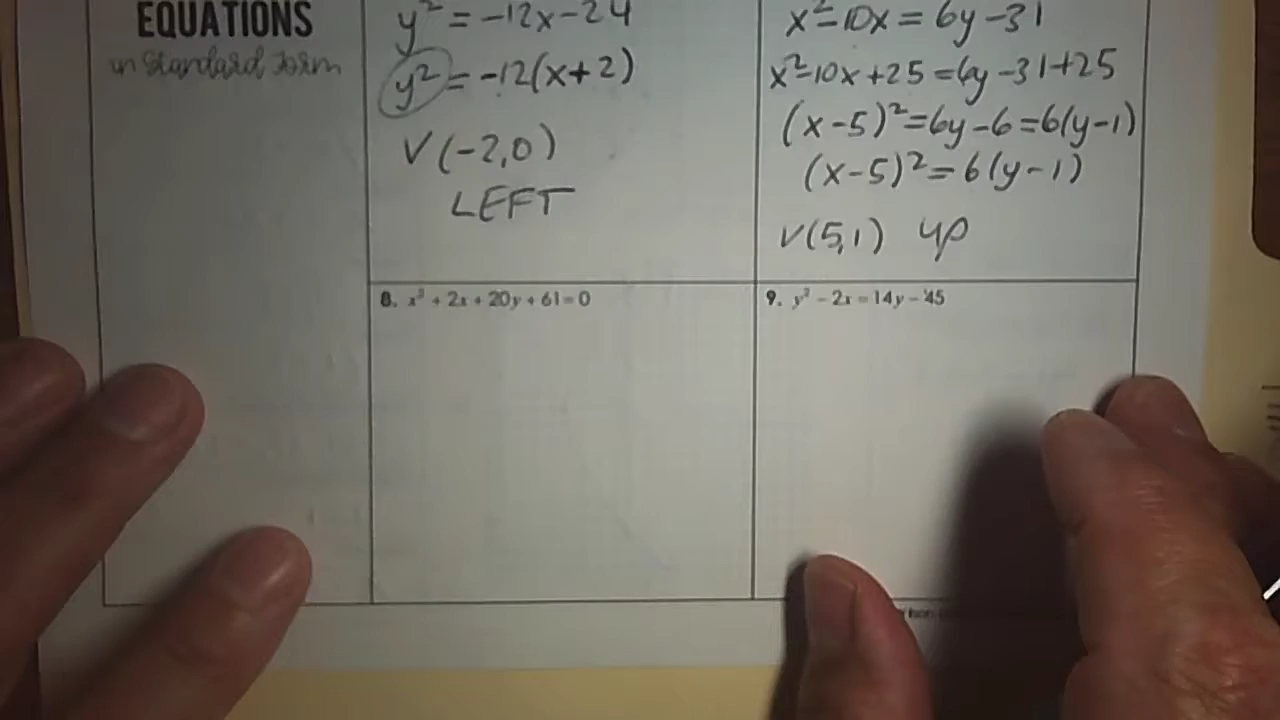 EQUATIONS
in Standard Form
y² = -12x-24
y² = -12(x+2)
V(-2,0)
LEFT
x²-10x = 6y-31
x²-10x+25 = 6y-31+25
(x-5)² = 6y-6 = 6(y-1)
(x-5)² = 6(y-1)
V(5,1) up
8. x² + 2x + 20y + 61 = 0
9. y² - 2x = 14y - 45